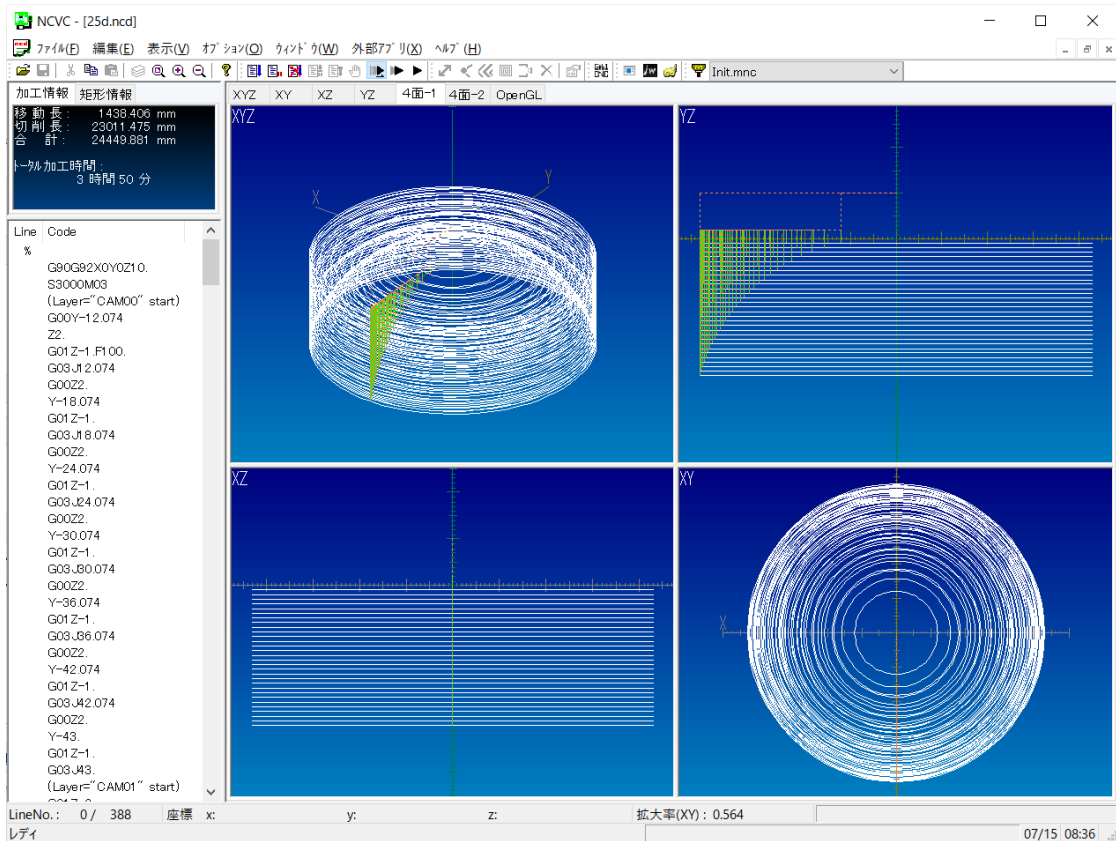 NCVC - [25d.ncd]
ファイル(F) 編集(E) 表示(V) オプション(O) ウィンドウ(W) 外部アプリ(X) ヘルプ(H)
Init.mnc
加工情報 矩形情報
移動長: 1438.406 mm
切削長: 23011.475 mm
合 計: 24449.881 mm
トータル加工時間:
3 時間 50 分
XYZ XY XZ YZ 4面-1 4面-2 OpenGL
XYZ
X
Y
YZ
XZ
XY
X
Line Code
%
G90G92X0Y0Z10.
S3000M03
(Layer="CAM00" start)
G00Y-12.074
Z2.
G01Z-1.F100.
G03J12.074
G00Z2.
Y-18.074
G01Z-1.
G03J18.074
G00Z2.
Y-24.074
G01Z-1.
G03J24.074
G00Z2.
Y-30.074
G01Z-1.
G03J30.074
G00Z2.
Y-36.074
G01Z-1.
G03J36.074
G00Z2.
Y-42.074
G01Z-1.
G03J42.074
G00Z2.
Y-43.
G01Z-1.
G03J43.
(Layer="CAM01" start)
LineNo.: 0/ 388 座標 x: y: z: 拡大率(XY) : 0.564
レディ 07/15 08:36